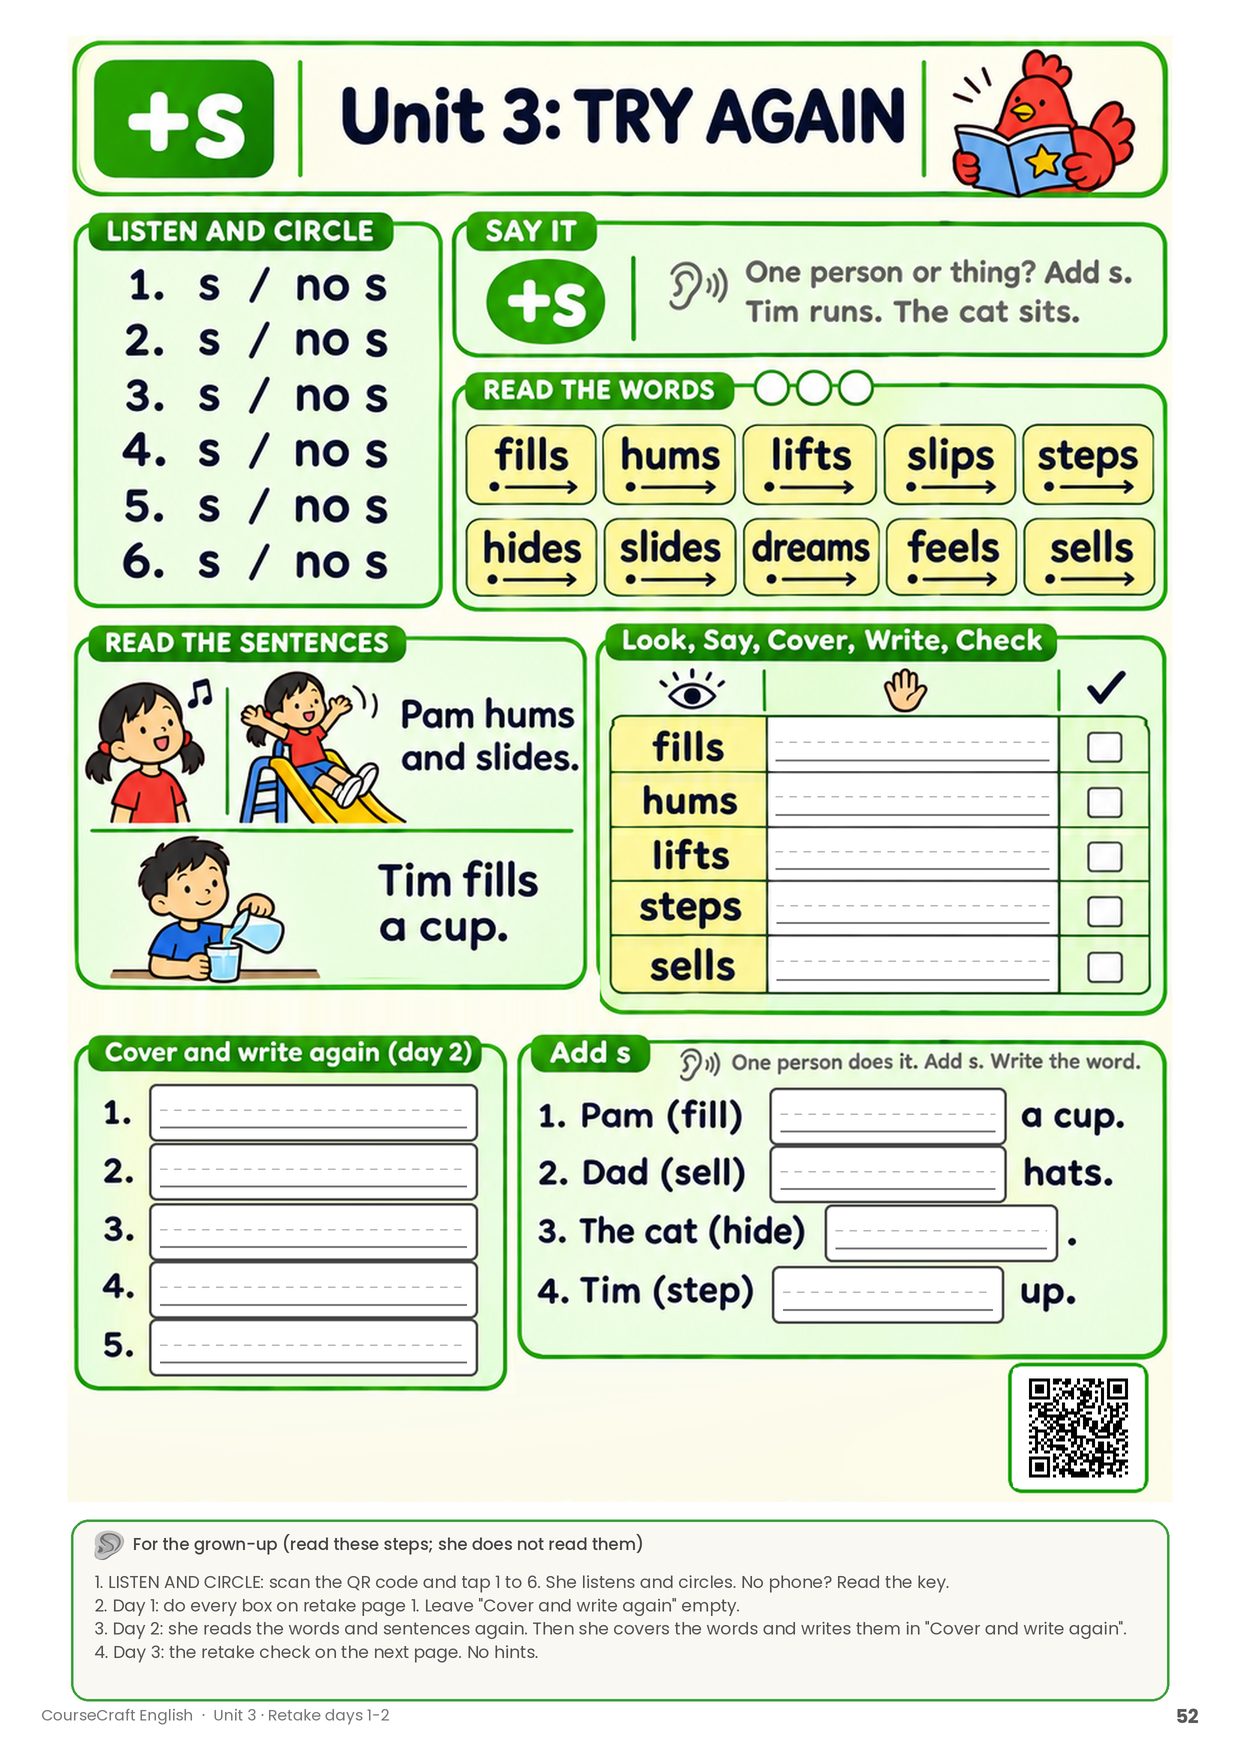 +s
Unit 3: TRY AGAIN
LISTEN AND CIRCLE
1. s / no s
2. s / no s
3. s / no s
4. s / no s
5. s / no s
6. s / no s
SAY IT
+s
One person or thing? Add s.
Tim runs. The cat sits.
READ THE WORDS
fills hums lifts slips steps
hides slides dreams feels sells
READ THE SENTENCES
Pam hums
and slides.
Tim fills
a cup.
Look, Say, Cover, Write, Check
fills
hums
lifts
steps
sells
Cover and write again (day 2)
1.
2.
3.
4.
5.
Add s
One person does it. Add s. Write the word.
1. Pam (fill) a cup.
2. Dad (sell) hats.
3. The cat (hide) .
4. Tim (step) up.
For the grown-up (read these steps; she does not read them)
1. LISTEN AND CIRCLE: scan the QR code and tap 1 to 6. She listens and circles. No phone? Read the key.
2. Day 1: do every box on retake page 1. Leave "Cover and write again" empty.
3. Day 2: she reads the words and sentences again. Then she covers the words and writes them in "Cover and write again".
4. Day 3: the retake check on the next page. No hints.
CourseCraft English · Unit 3 · Retake days 1-2
52